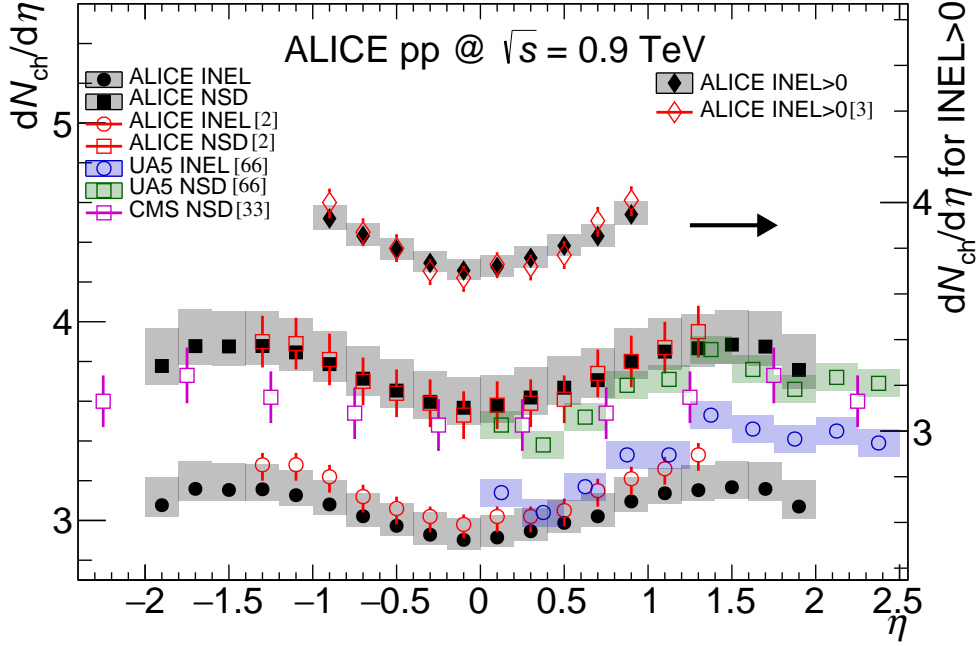 ALICE pp @ √s = 0.9 TeV
dN_ch/dη
dN_ch/dη for INEL>0
ALICE INEL
ALICE NSD
ALICE INEL[2]
ALICE NSD[2]
UA5 INEL[66]
UA5 NSD[66]
CMS NSD[33]
ALICE INEL>0
ALICE INEL>0[3]
5
4
3
4
3
−2 −1.5 −1 −0.5 0 0.5 1 1.5 2 2.5
η